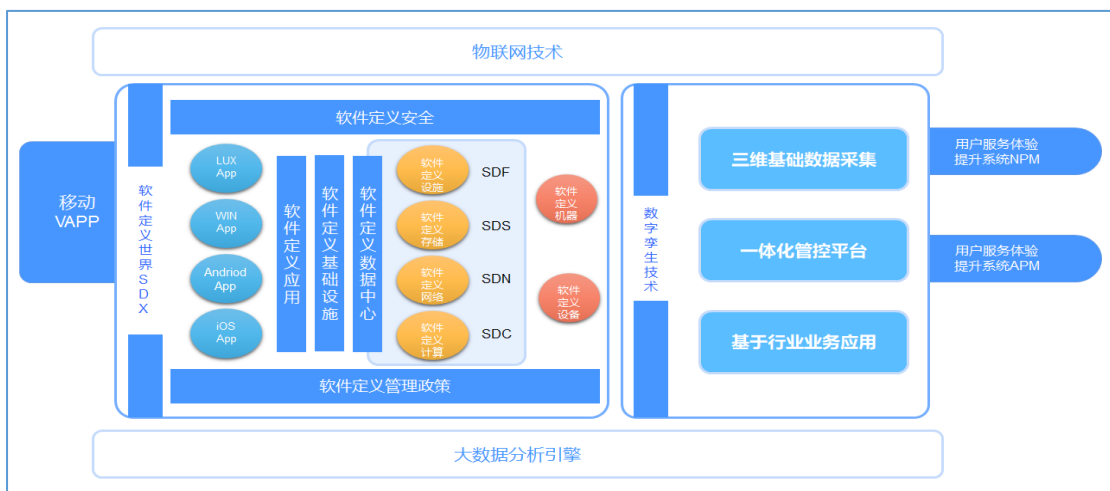 物联网技术
移动
VAPP
软件定义世界SDX
软件定义安全
LUX
App
WIN
App
Andriod
App
iOS
App
软件定义应用
软件定义基础设施
软件定义数据中心
软件
定义
设施
SDF
软件
定义
存储
SDS
软件
定义
网络
SDN
软件
定义
计算
SDC
软件
定义
机器
软件
定义
设备
软件定义管理政策
数字孪生技术
三维基础数据采集
一体化管控平台
基于行业业务应用
用户服务体验
提升系统NPM
用户服务体验
提升系统APM
大数据分析引擎